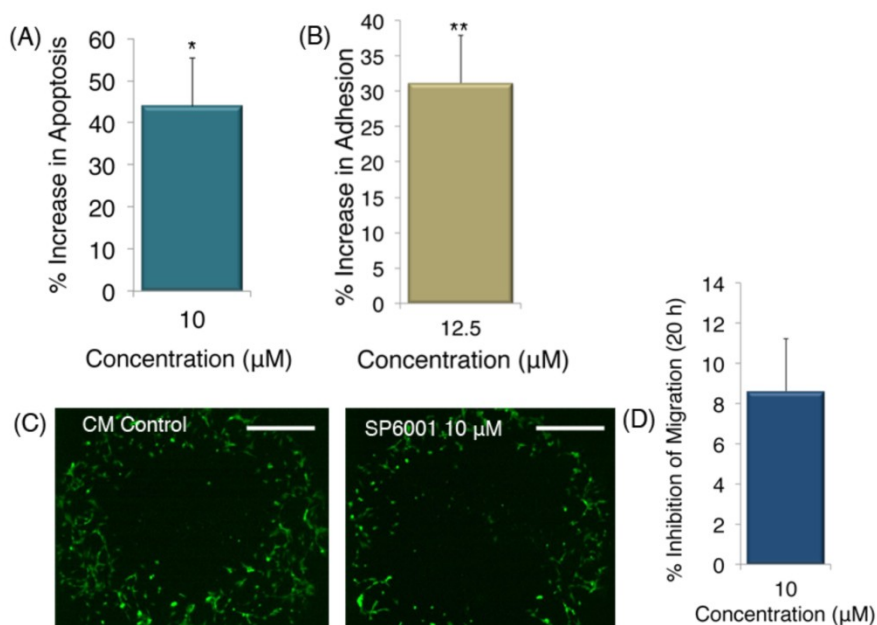 (A)
% Increase in Apoptosis
60
50
40
30
20
10
0
*
10
Concentration (μM)
(B)
% Increase in Adhesion
40
35
30
25
20
15
10
5
0
**
12.5
Concentration (μM)
(C)
CM Control
SP6001 10 μM
(D)
% Inhibition of Migration (20 h)
14
12
10
8
6
4
2
0
10
Concentration (μM)